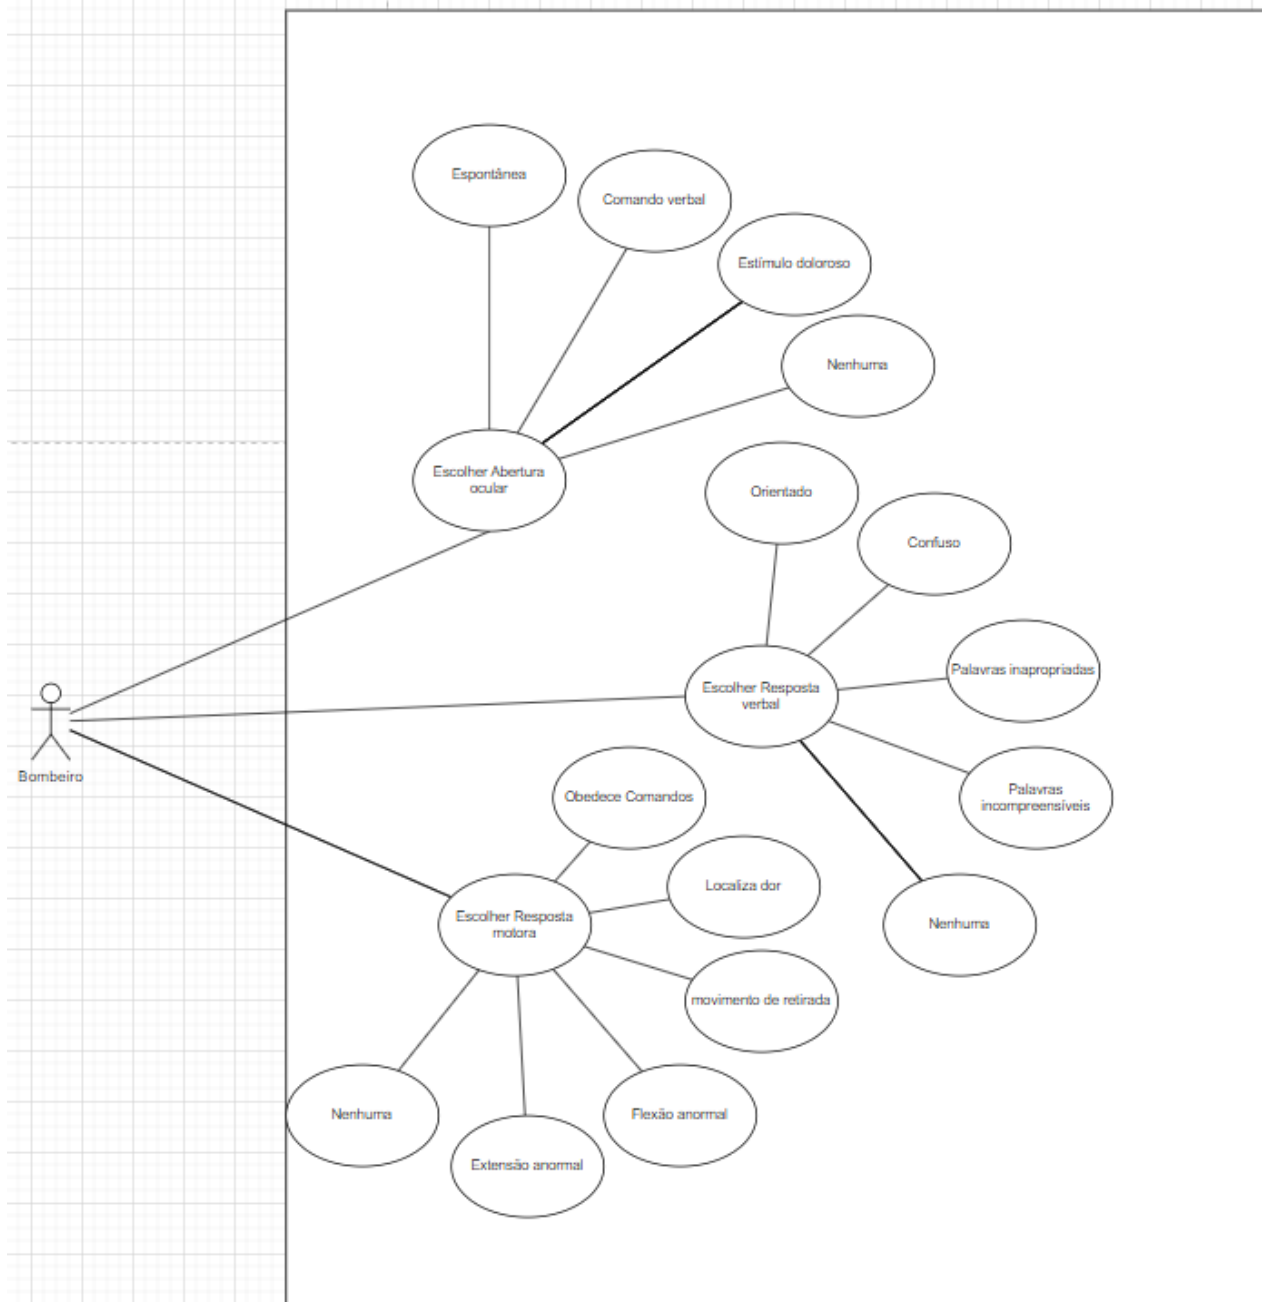 Espontânea
Comando verbal
Estímulo doloroso
Nenhuma
Escolher Abertura
ocular
Orientado
Confuso
Palavras inapropriadas
Escolher Resposta
verbal
Palavras
incompreensíveis
Nenhuma
Bombeiro
Obedece Comandos
Localiza dor
Escolher Resposta
motora
movimento de retirada
Nenhuma
Flexão anormal
Extensão anormal